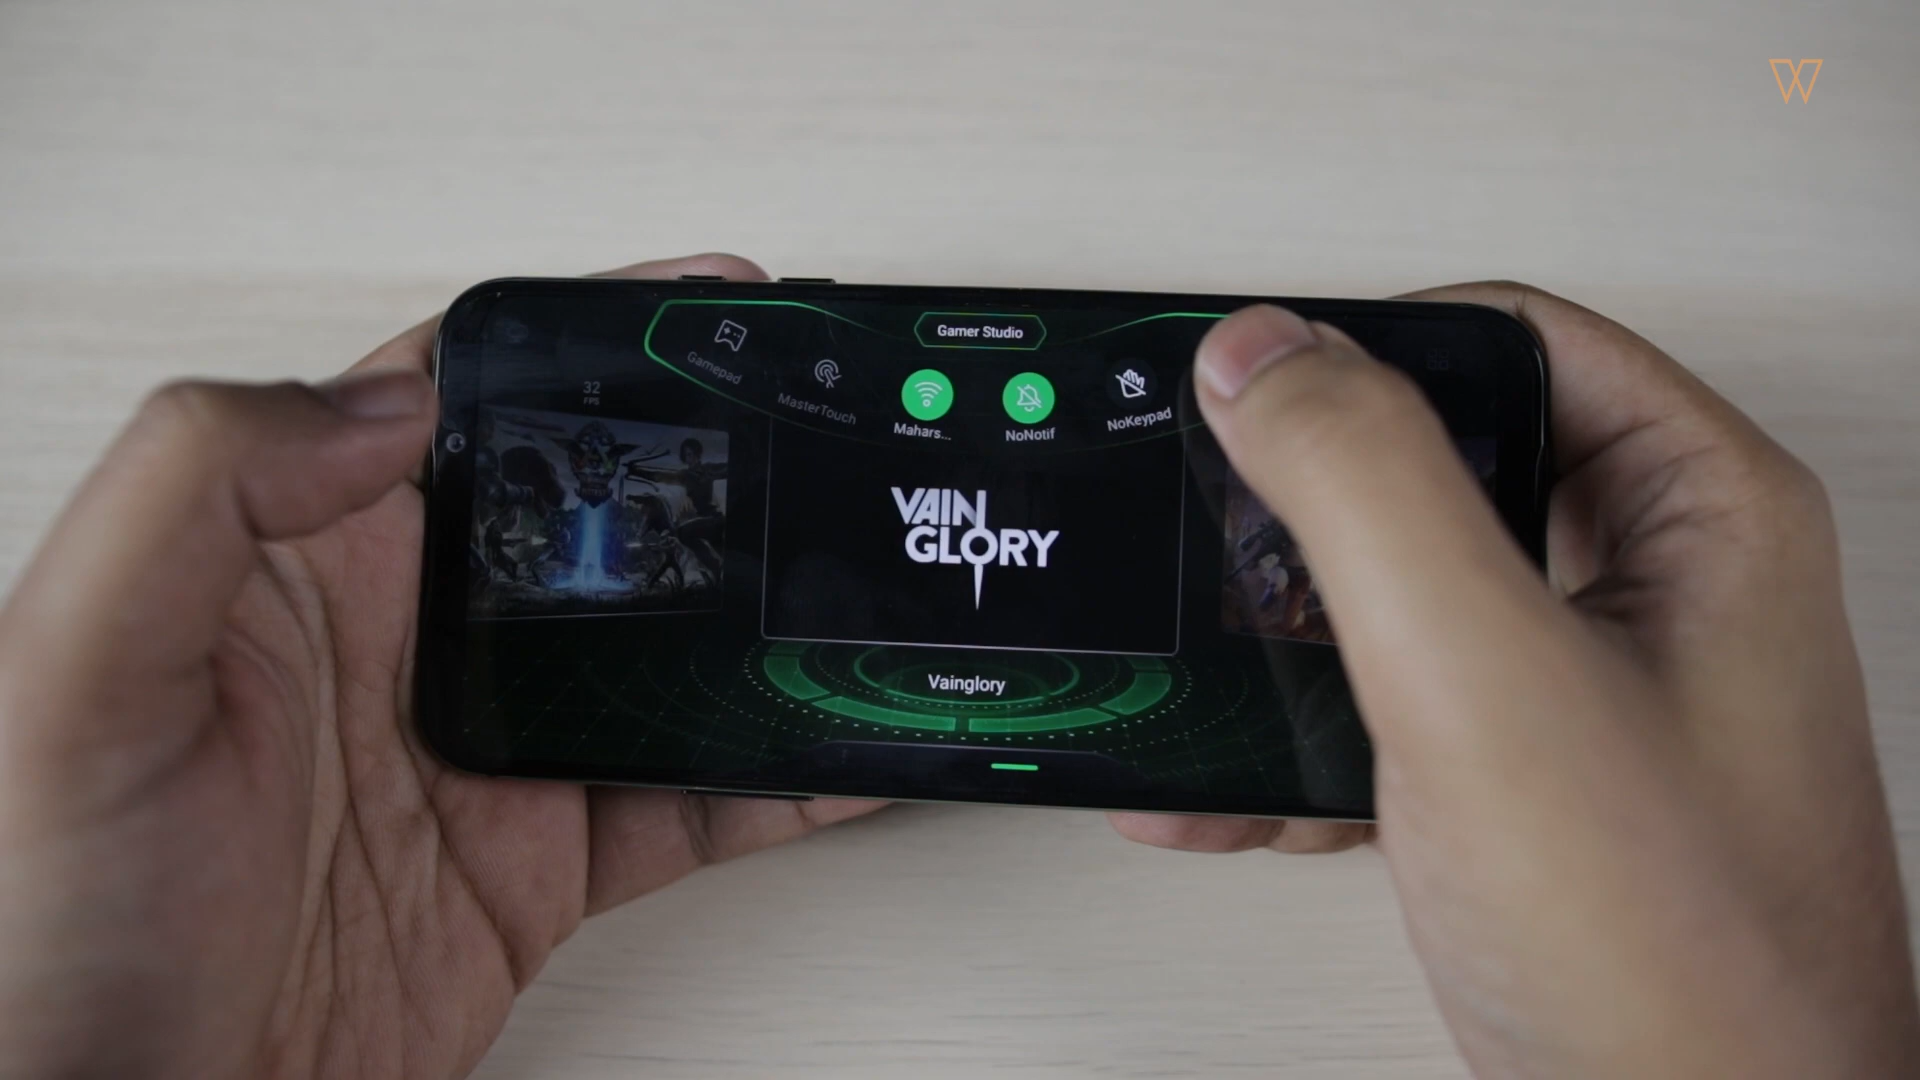 W
Gamer Studio
Gamepad
MasterTouch
Mahars...
NoNotif
NoKeypad
32
FPS
VAIN
GLORY
Vainglory